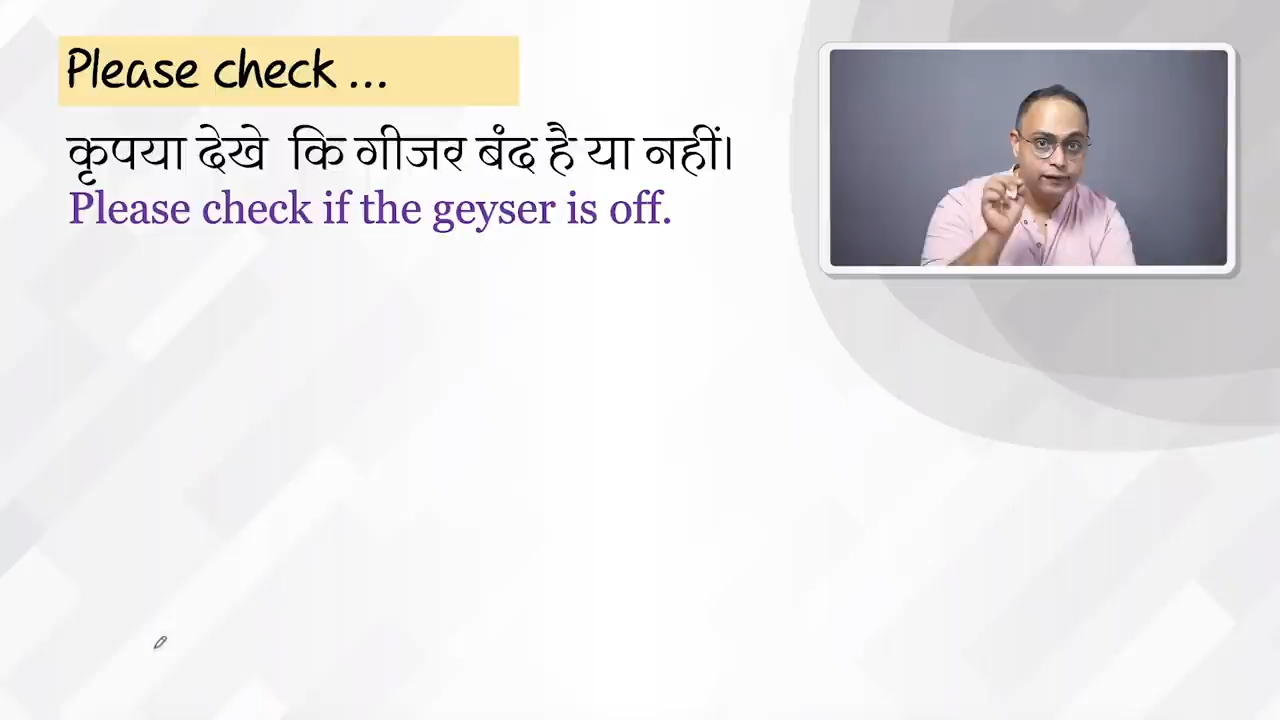 Please check ...
कृपया देखे कि गीजर बंद है या नहीं।
Please check if the geyser is off.